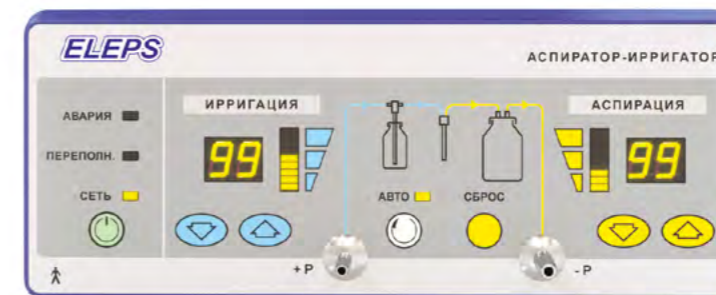 ELEPS
АСПИРАТОР-ИРРИГАТОР
АВАРИЯ
ПЕРЕПОЛН.
СЕТЬ
ИРРИГАЦИЯ
99
АВТО
СБРОС
АСПИРАЦИЯ
99
+ P
- P